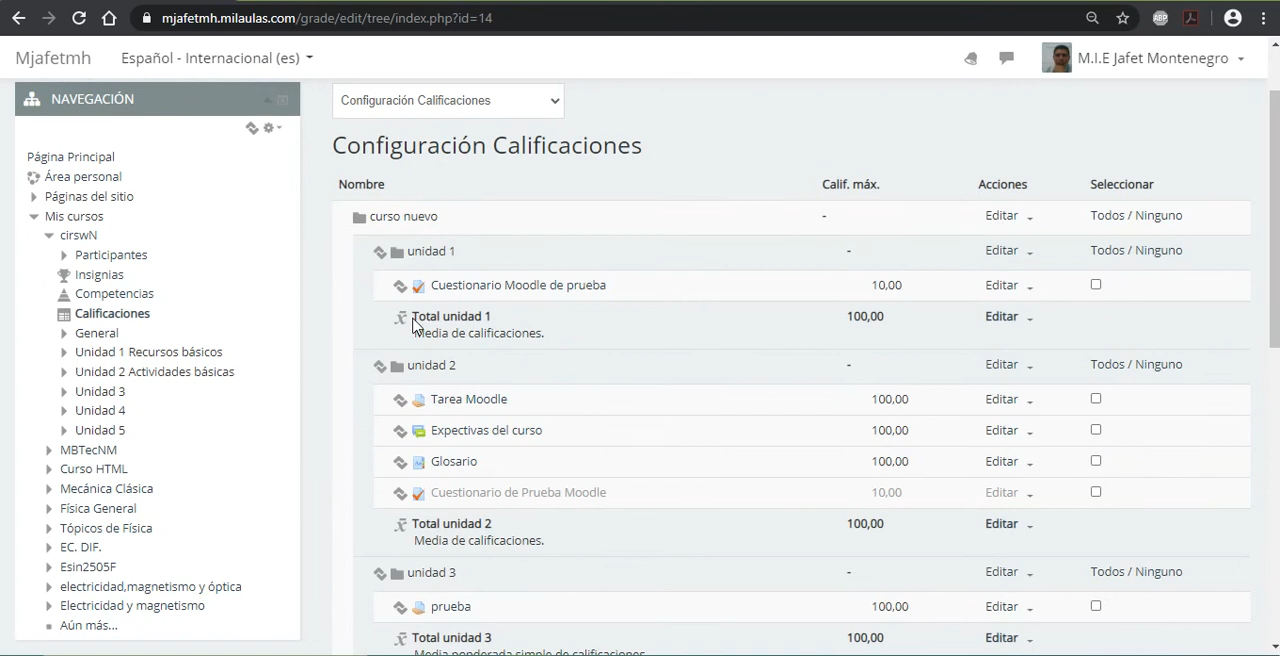 mjafetmh.milaulas.com/grade/edit/tree/index.php?id=14
ABP
Mjafetmh
Español - Internacional (es)
M.I.E Jafet Montenegro
NAVEGACIÓN
Página Principal
Área personal
Páginas del sitio
Mis cursos
cirswN
Participantes
Insignias
Competencias
Calificaciones
General
Unidad 1 Recursos básicos
Unidad 2 Actividades básicas
Unidad 3
Unidad 4
Unidad 5
MBTecNM
Curso HTML
Mecánica Clásica
Física General
Tópicos de Física
EC. DIF.
Esin2505F
electricidad,magnetismo y óptica
Electricidad y magnetismo
Aún más...
Configuración Calificaciones
Configuración Calificaciones
Nombre Calif. máx. Acciones Seleccionar
curso nuevo - Editar Todos / Ninguno
unidad 1 - Editar Todos / Ninguno
Cuestionario Moodle de prueba 10,00 Editar
Total unidad 1 100,00 Editar
Media de calificaciones.
unidad 2 - Editar Todos / Ninguno
Tarea Moodle 100,00 Editar
Expectivas del curso 100,00 Editar
Glosario 100,00 Editar
Cuestionario de Prueba Moodle 10,00 Editar
Total unidad 2 100,00 Editar
Media de calificaciones.
unidad 3 - Editar Todos / Ninguno
prueba 100,00 Editar
Total unidad 3 100,00 Editar
Media ponderada simple de calificaciones